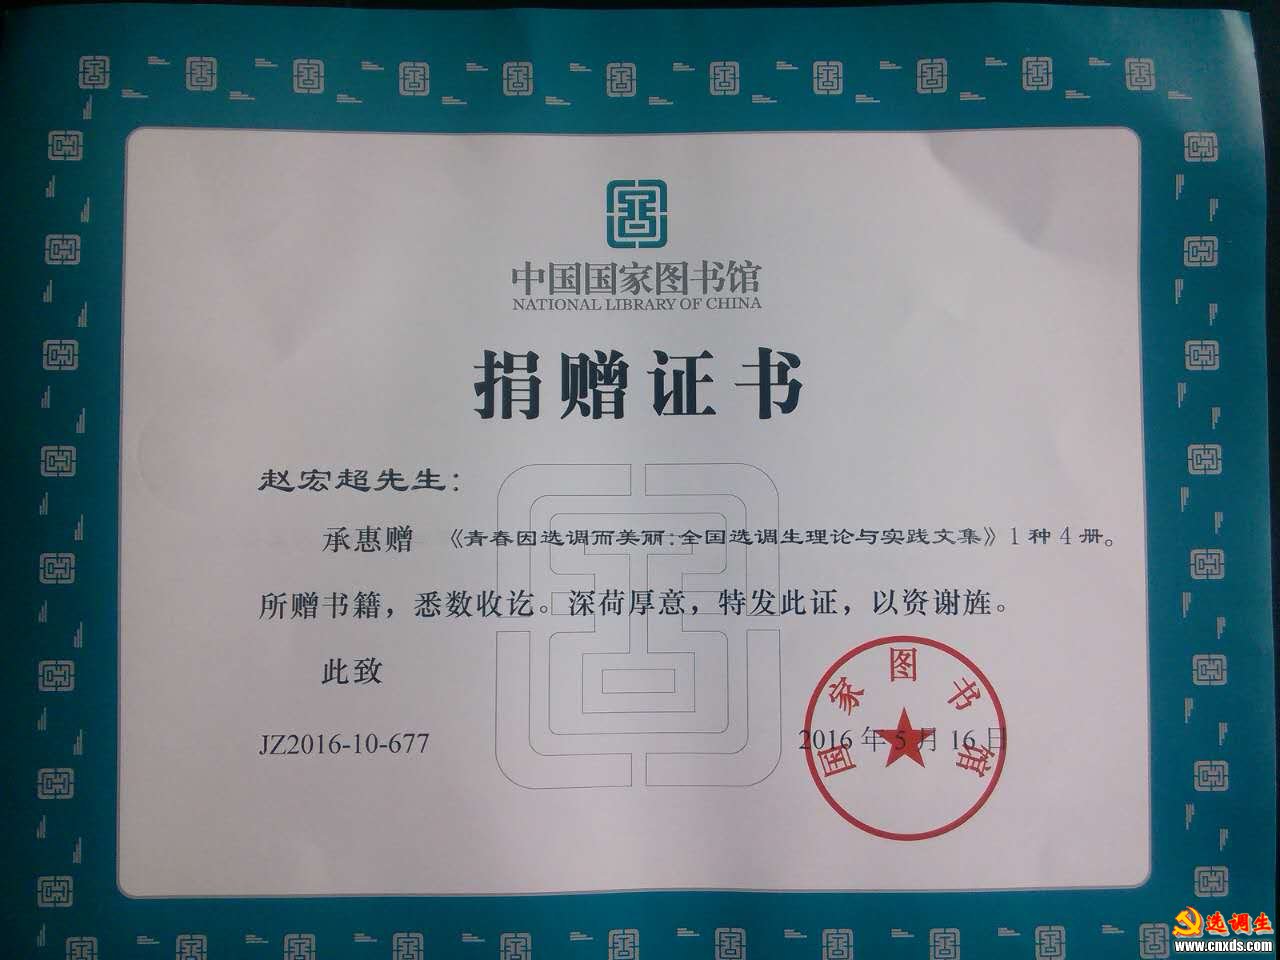 中国国家图书馆
NATIONAL LIBRARY OF CHINA
捐赠证书
赵宏超先生：
承惠赠 《青春因选调而美丽:全国选调生理论与实践文集》1 种 4 册。
所赠书籍，悉数收讫。深荷厚意，特发此证，以资谢旌。
此致
JZ2016-10-677
2016 年 5 月 16 日
国家图书馆
选调生
www.cnxds.com